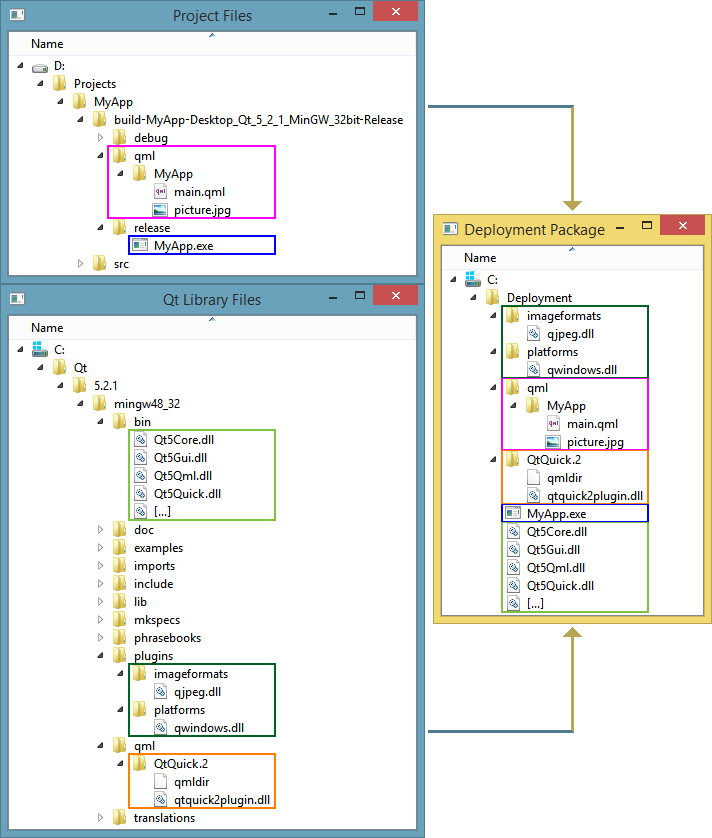 Project Files
Name
D:
Projects
MyApp
build-MyApp-Desktop_Qt_5_2_1_MinGW_32bit-Release
debug
qml
MyApp
main.qml
picture.jpg
release
MyApp.exe
src
Qt Library Files
Name
C:
Qt
5.2.1
mingw48_32
bin
Qt5Core.dll
Qt5Gui.dll
Qt5Qml.dll
Qt5Quick.dll
[...]
doc
examples
imports
include
lib
mkspecs
phrasebooks
plugins
imageformats
qjpeg.dll
platforms
qwindows.dll
qml
QtQuick.2
qmldir
qtquick2plugin.dll
translations
Deployment Package
Name
C:
Deployment
imageformats
qjpeg.dll
platforms
qwindows.dll
qml
MyApp
main.qml
picture.jpg
QtQuick.2
qmldir
qtquick2plugin.dll
MyApp.exe
Qt5Core.dll
Qt5Gui.dll
Qt5Qml.dll
Qt5Quick.dll
[...]